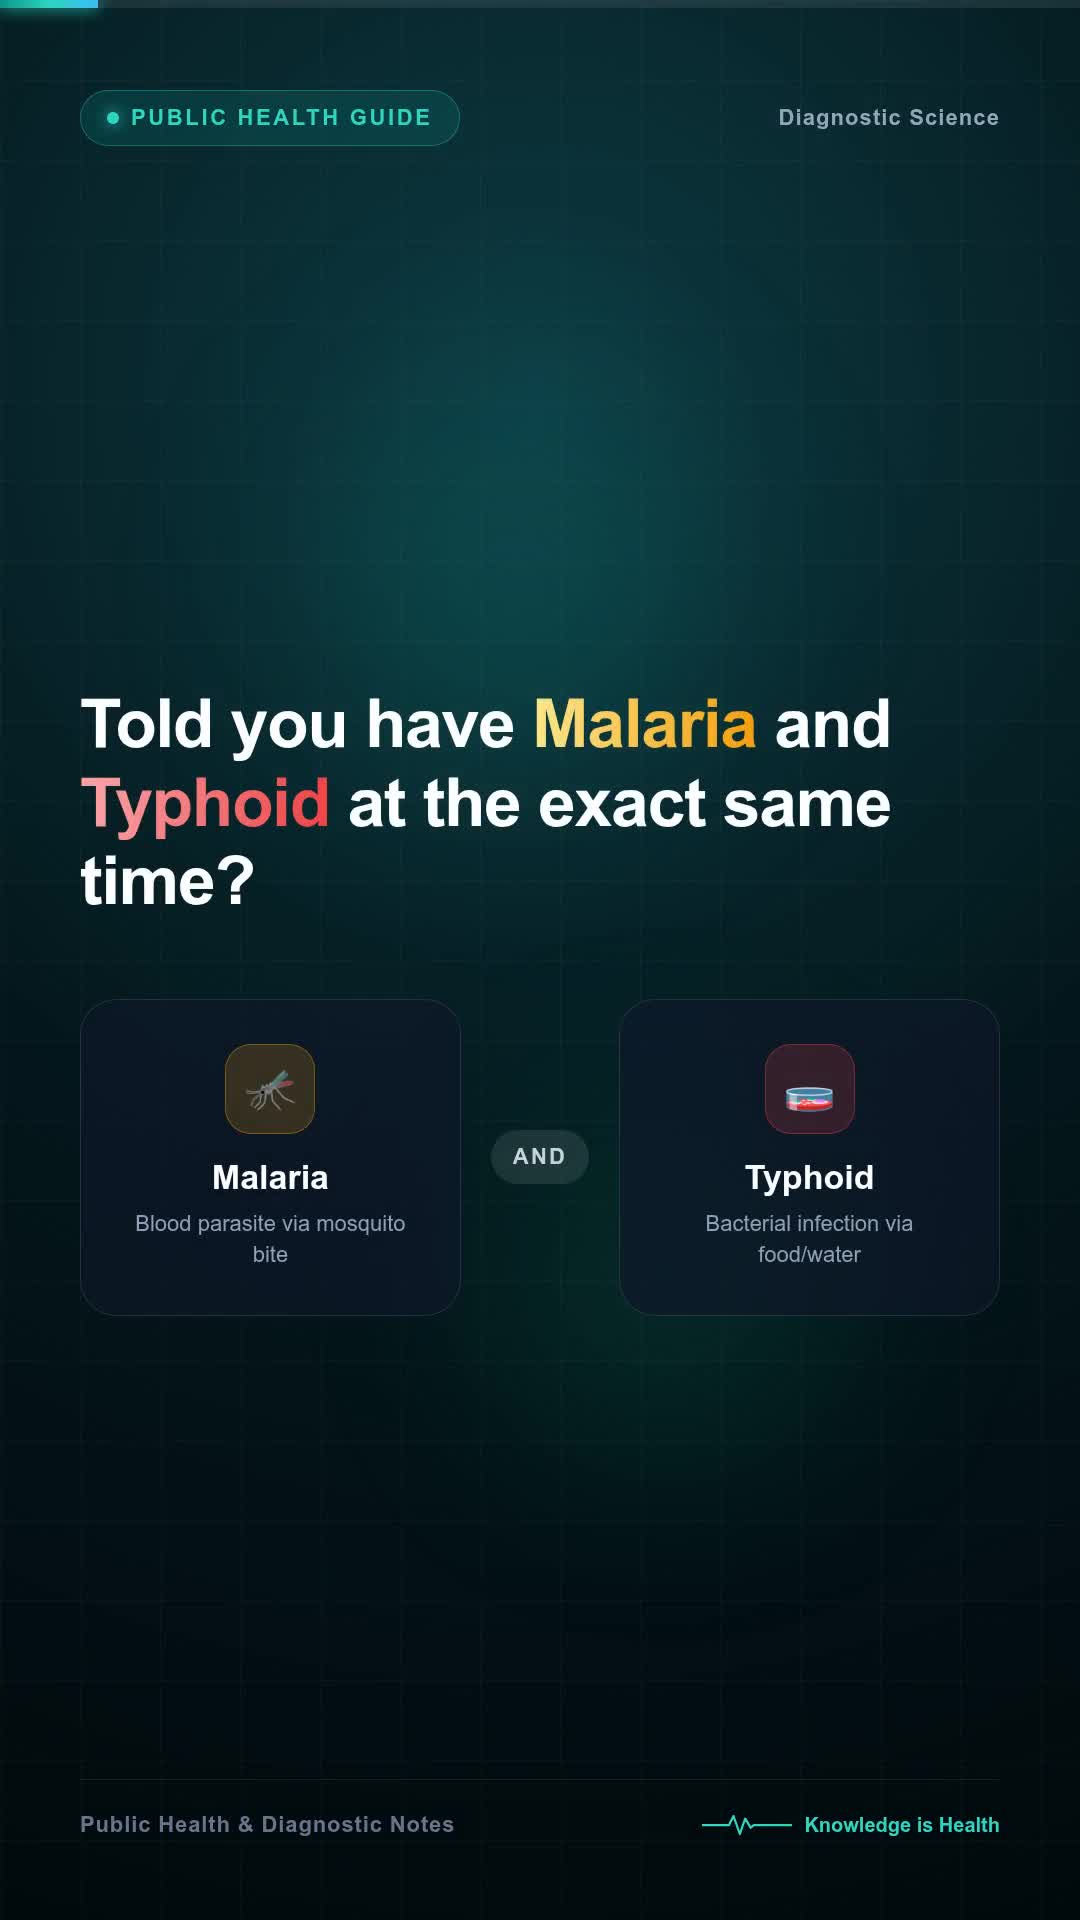 PUBLIC HEALTH GUIDE
Diagnostic Science
Told you have Malaria and
Typhoid at the exact same
time?
Malaria
Blood parasite via mosquito
bite
AND
Typhoid
Bacterial infection via
food/water
Public Health & Diagnostic Notes
Knowledge is Health